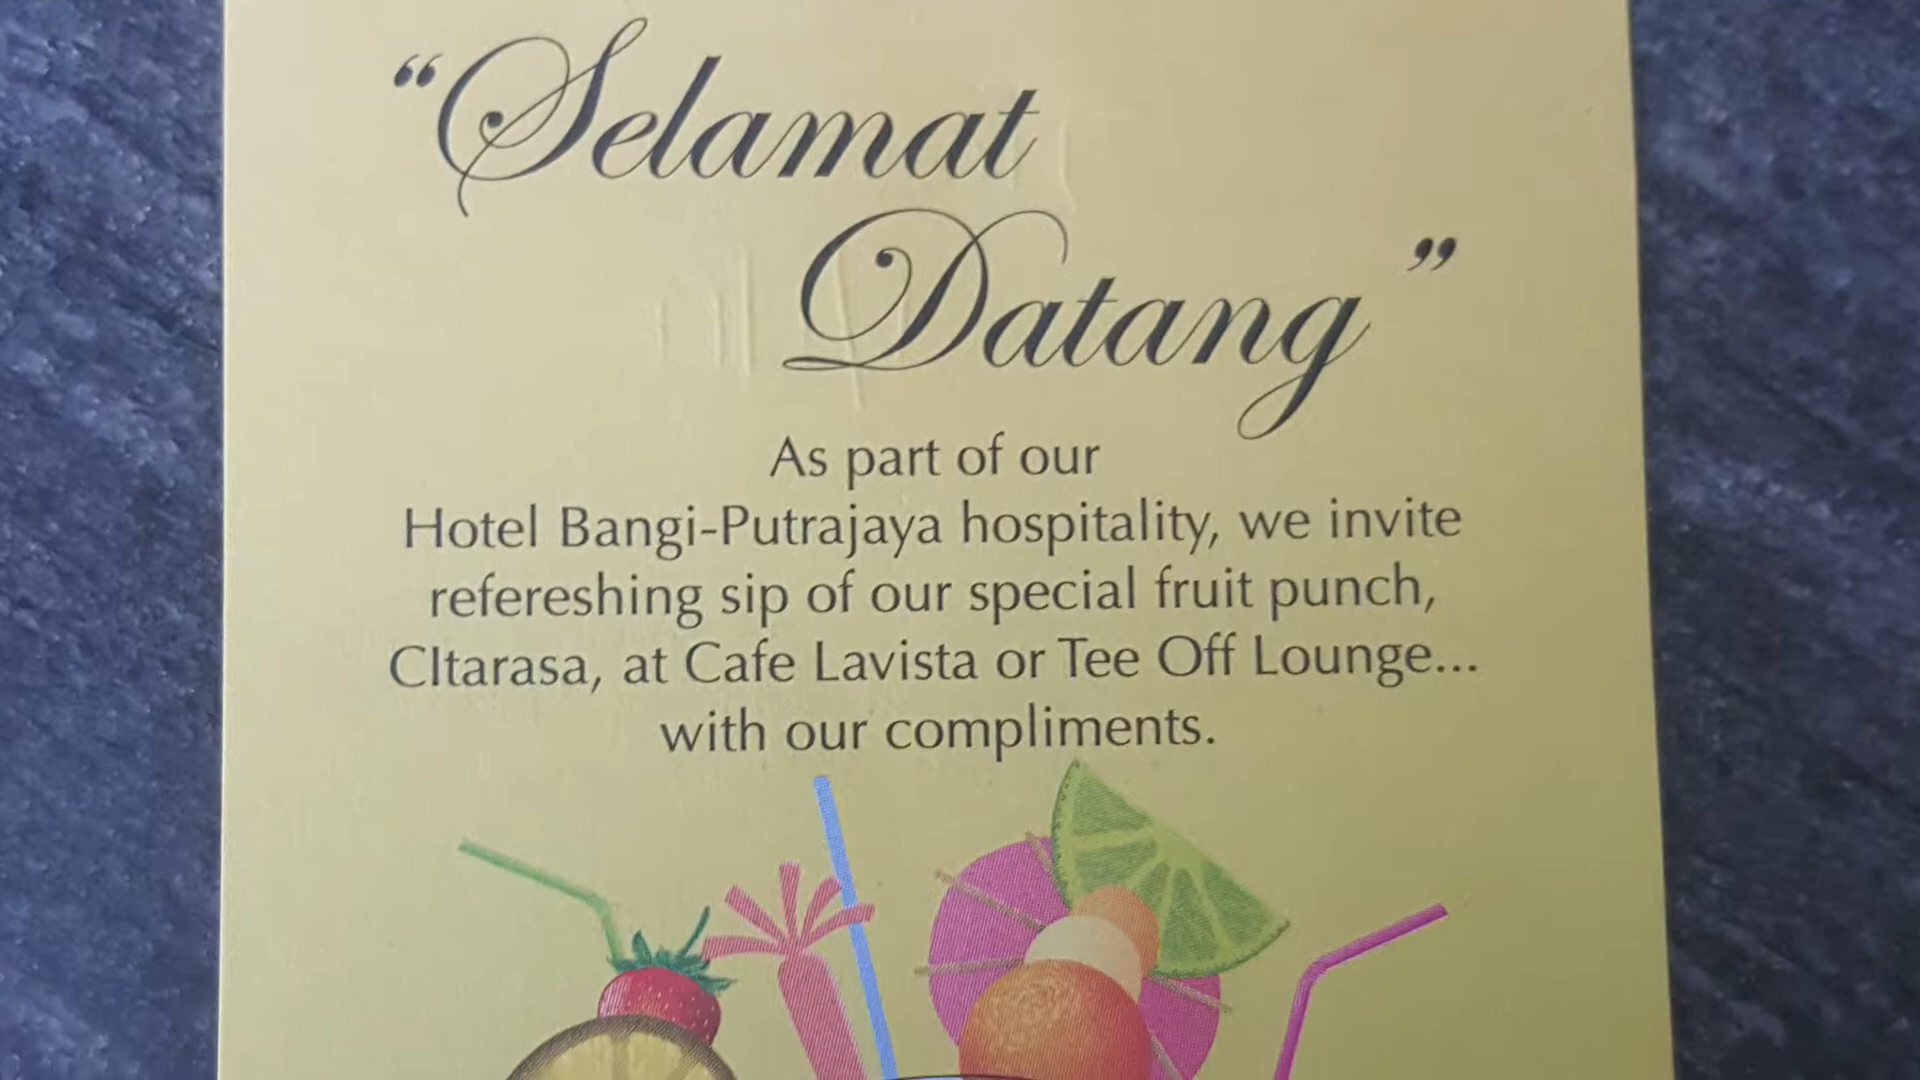 “Selamat
Datang”
As part of our
Hotel Bangi-Putrajaya hospitality, we invite
refereshing sip of our special fruit punch,
CItarasa, at Cafe Lavista or Tee Off Lounge...
with our compliments.